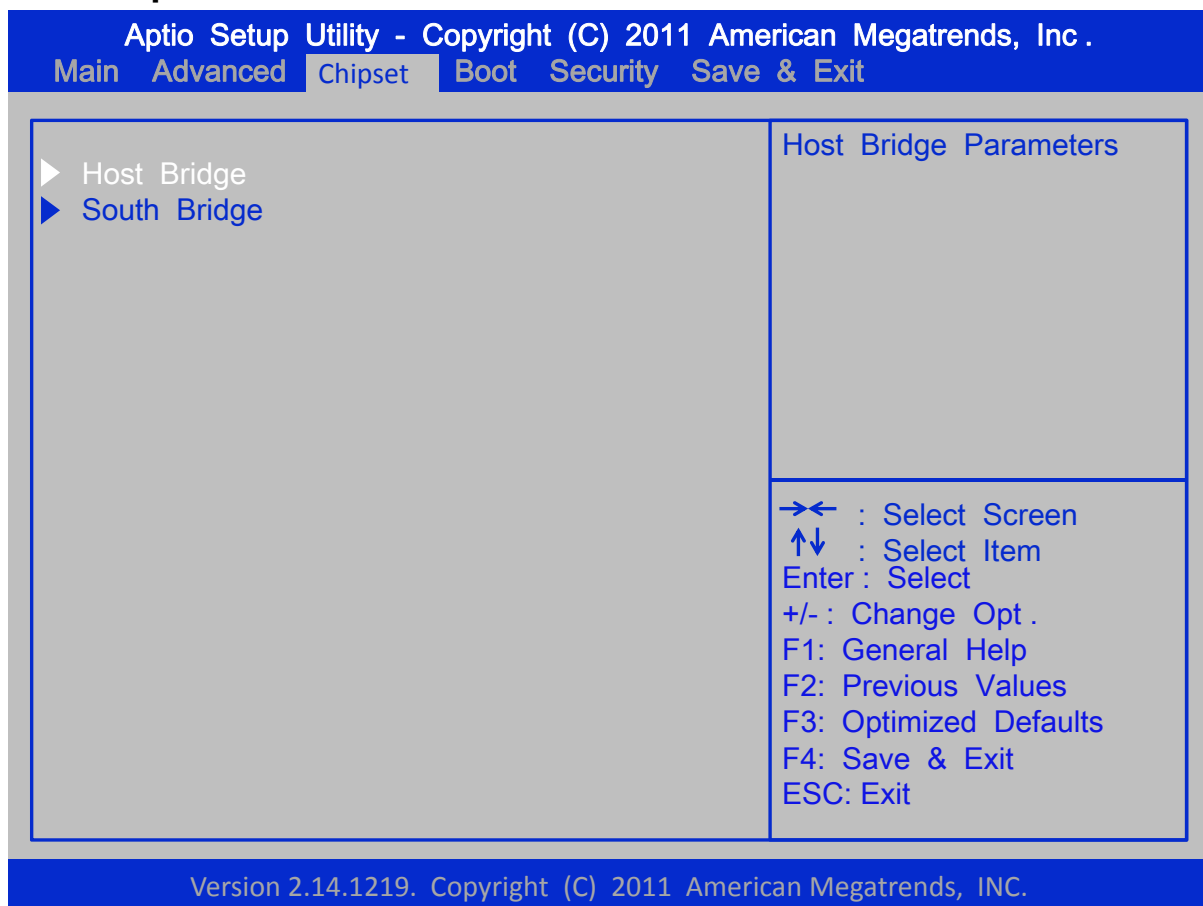 Aptio Setup Utility - Copyright (C) 2011 American Megatrends, Inc .
Main Advanced Chipset Boot Security Save & Exit
Host Bridge
South Bridge
Host Bridge Parameters
→← : Select Screen
↑↓ : Select Item
Enter : Select
+/- : Change Opt .
F1: General Help
F2: Previous Values
F3: Optimized Defaults
F4: Save & Exit
ESC: Exit
Version 2.14.1219. Copyright (C) 2011 American Megatrends, INC.